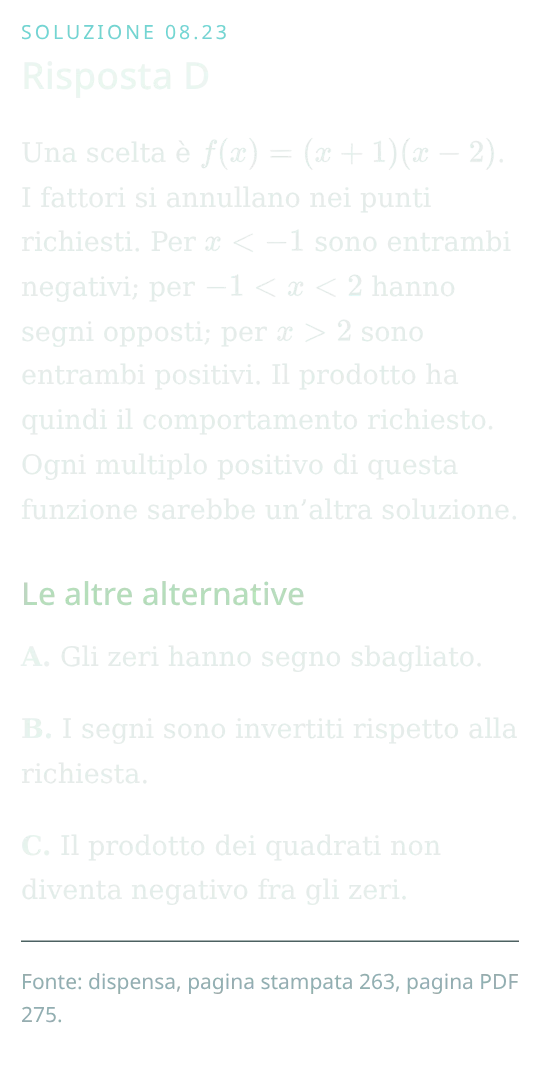 SOLUZIONE 08.23
Risposta D
Una scelta è f(x) = (x + 1)(x − 2).
I fattori si annullano nei punti
richiesti. Per x < −1 sono entrambi
negativi; per −1 < x < 2 hanno
segni opposti; per x > 2 sono
entrambi positivi. Il prodotto ha
quindi il comportamento richiesto.
Ogni multiplo positivo di questa
funzione sarebbe un’altra soluzione.
Le altre alternative
A. Gli zeri hanno segno sbagliato.
B. I segni sono invertiti rispetto alla
richiesta.
C. Il prodotto dei quadrati non
diventa negativo fra gli zeri.
Fonte: dispensa, pagina stampata 263, pagina PDF
275.